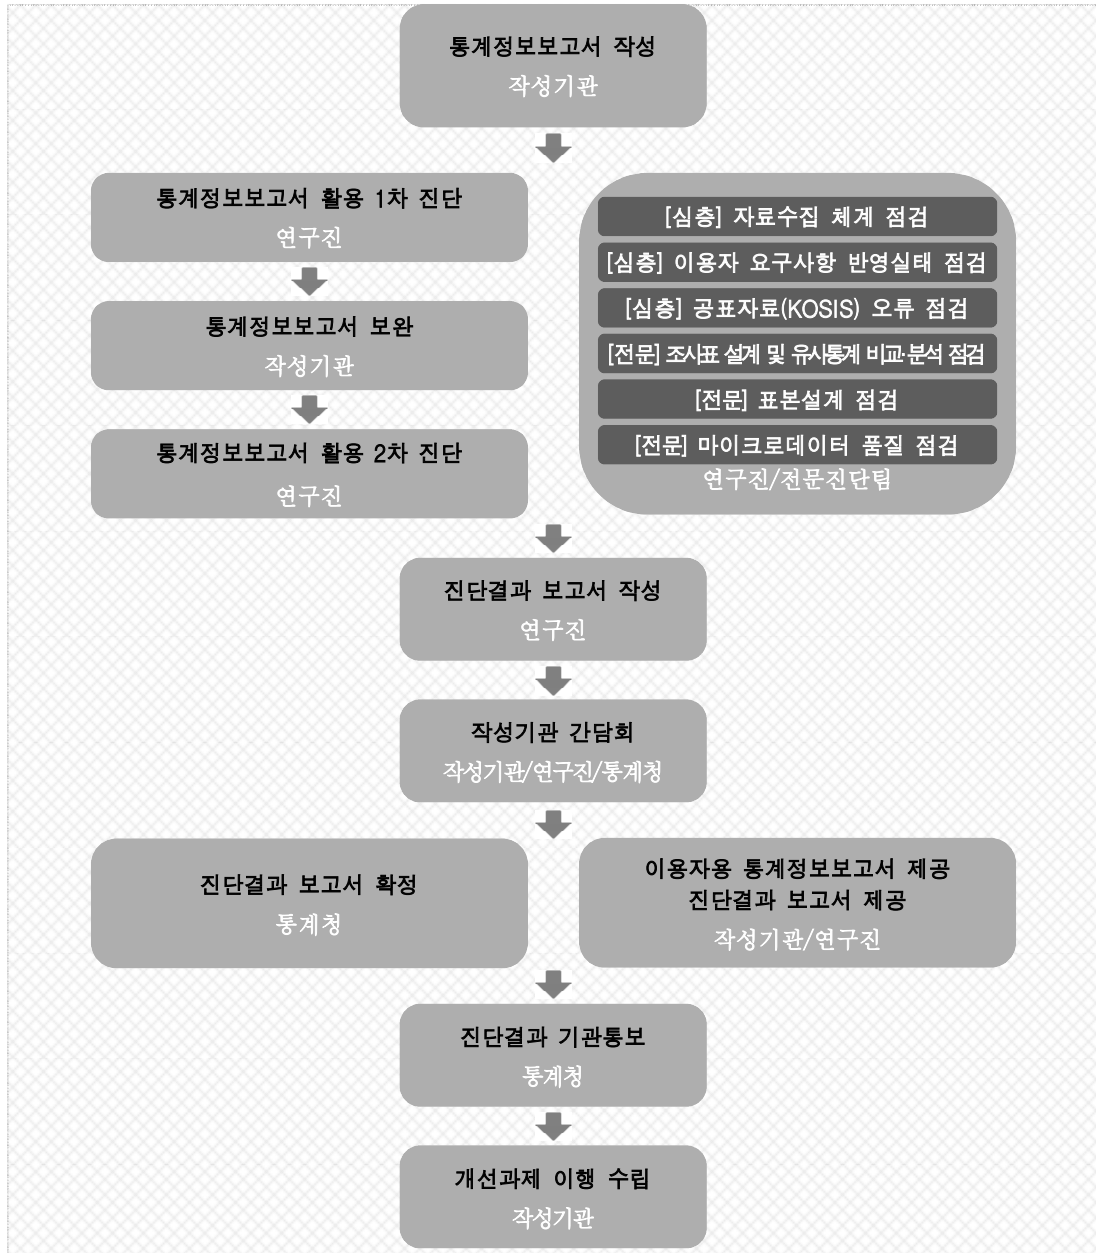 통계정보보고서 작성
작성기관
통계정보보고서 활용 1차 진단
연구진
통계정보보고서 보완
작성기관
통계정보보고서 활용 2차 진단
연구진
[심층] 자료수집 체계 점검
[심층] 이용자 요구사항 반영실태 점검
[심층] 공표자료(KOSIS) 오류 점검
[전문] 조사표 설계 및 유사통계 비교·분석 점검
[전문] 표본설계 점검
[전문] 마이크로데이터 품질 점검
연구진/전문진단팀
진단결과 보고서 작성
연구진
작성기관 간담회
작성기관/연구진/통계청
진단결과 보고서 확정
통계청
이용자용 통계정보보고서 제공
진단결과 보고서 제공
작성기관/연구진
진단결과 기관통보
통계청
개선과제 이행 수립
작성기관